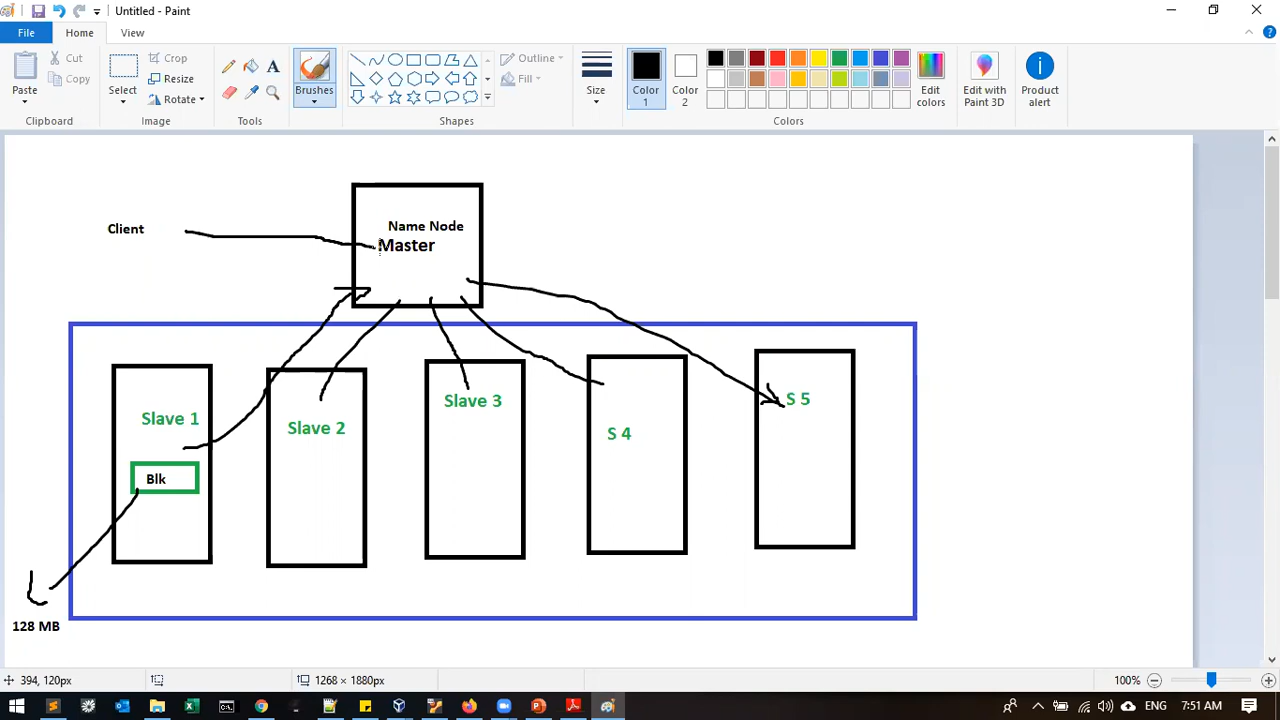 Untitled - Paint
File
Home
View
Paste
Cut
Copy
Clipboard
Select
Crop
Resize
Rotate
Image
A
Tools
Brushes
Outline
Fill
Shapes
Size
Color
1
Color
2
Edit
colors
Edit with
Paint 3D
Product
alert
Colors
Client
Name Node
Master
Slave 1
Slave 2
Slave 3
S 4
S 5
Blk
128 MB
394, 120px
1268 × 1880px
100%
ENG
7:51 AM